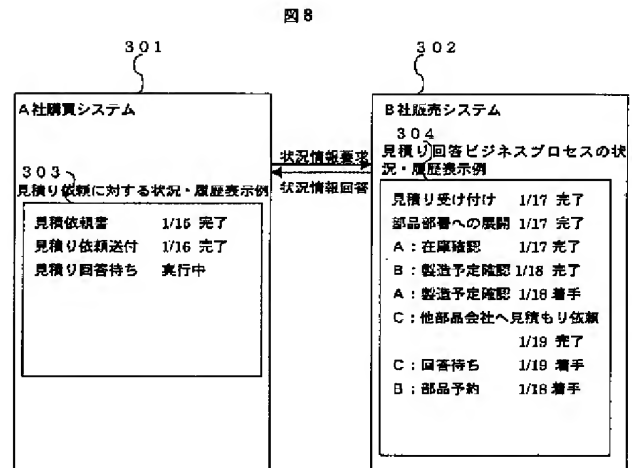 図8
301
302
A社購買システム
B社販売システム
304
見積り回答ビジネスプロセスの状
況・履歴表示例
状況情報要求
状況情報回答
303
見積り依頼に対する状況・履歴表示例
見積依頼書 1/15 完了
見積り依頼送付 1/16 完了
見積り回答待ち 実行中
見積り受け付け 1/17 完了
部品部署への展開 1/17 完了
A:在庫確認 1/17 完了
B:製造予定確認 1/18 完了
A:製造予定確認 1/18 着手
C:他部品会社へ見積もり依頼
1/19 完了
C:回答待ち 1/19 着手
B:部品予約 1/18 着手